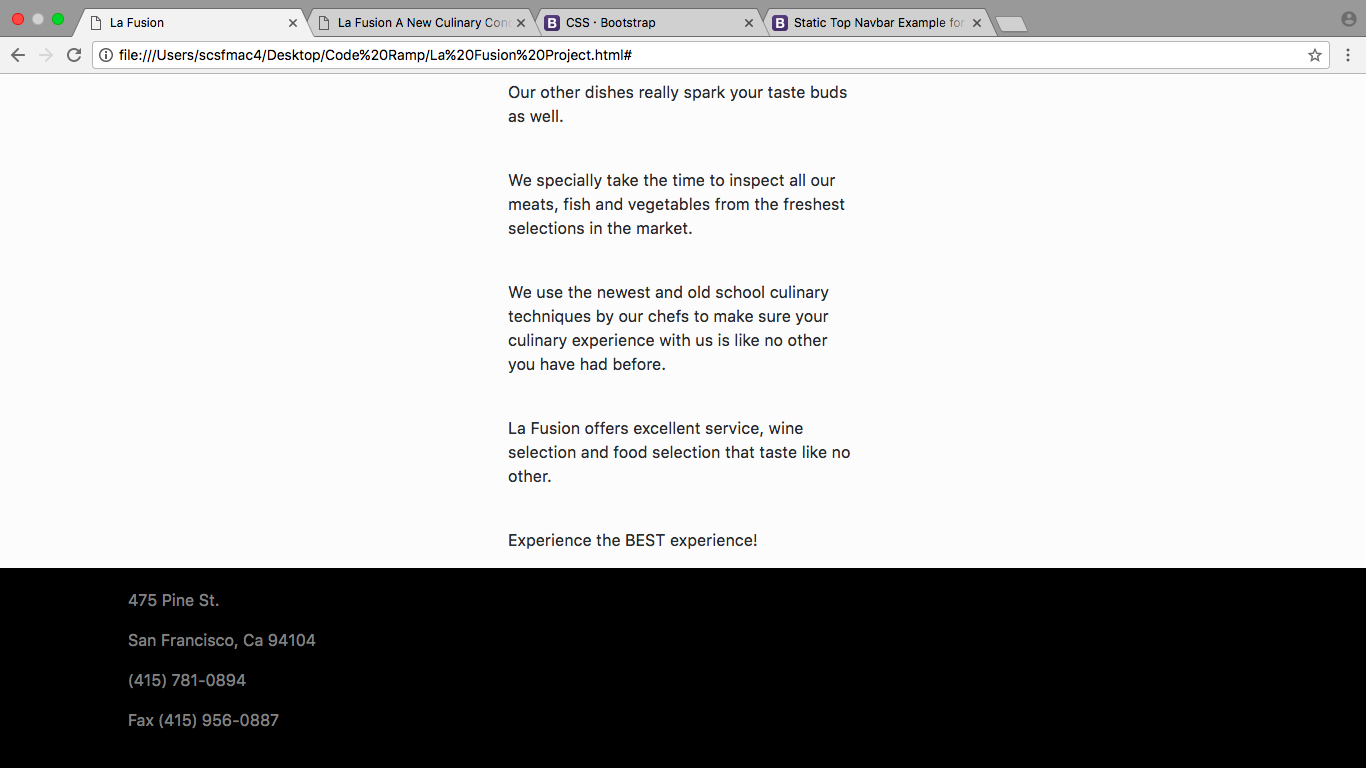 La Fusion
La Fusion A New Culinary Con
CSS · Bootstrap
Static Top Navbar Example for
file:///Users/scsfmac4/Desktop/Code%20Ramp/La%20Fusion%20Project.html#
Our other dishes really spark your taste buds
as well.
We specially take the time to inspect all our
meats, fish and vegetables from the freshest
selections in the market.
We use the newest and old school culinary
techniques by our chefs to make sure your
culinary experience with us is like no other
you have had before.
La Fusion offers excellent service, wine
selection and food selection that taste like no
other.
Experience the BEST experience!
475 Pine St.
San Francisco, Ca 94104
(415) 781-0894
Fax (415) 956-0887